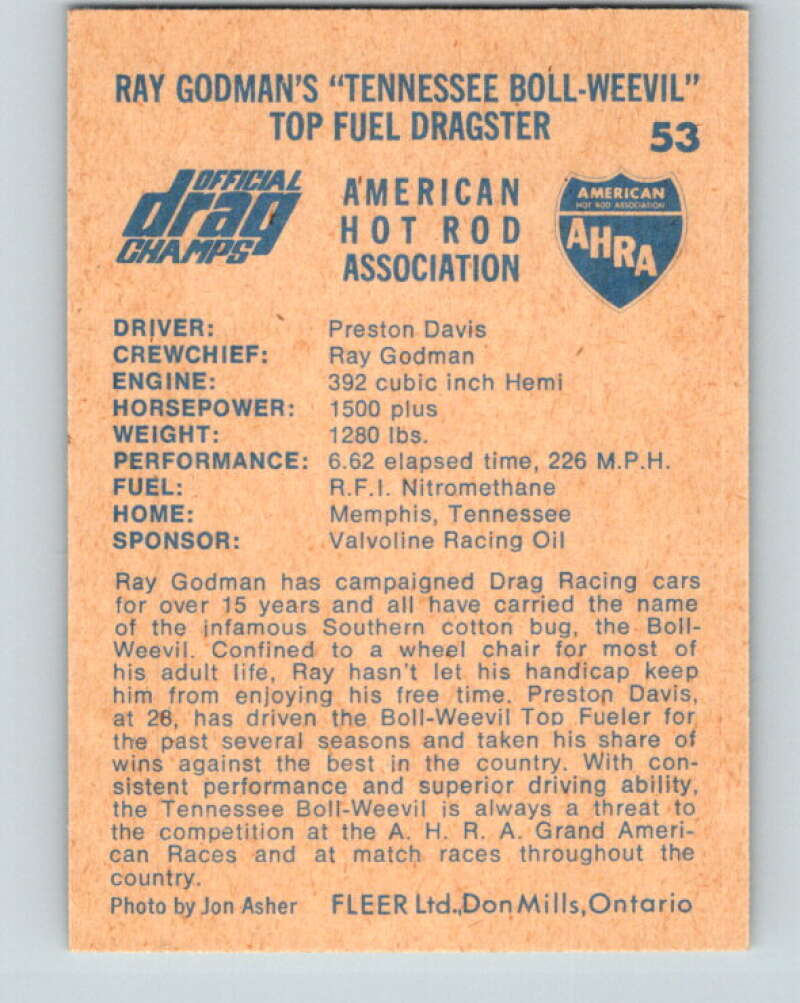 RAY GODMAN'S "TENNESSEE BOLL-WEEVIL"
TOP FUEL DRAGSTER
53
OFFICIAL
drag
CHAMPS
AMERICAN
HOT ROD
ASSOCIATION
AMERICAN
HOT ROD ASSOCIATION
AHRA
DRIVER: Preston Davis
CREWCHIEF: Ray Godman
ENGINE: 392 cubic inch Hemi
HORSEPOWER: 1500 plus
WEIGHT: 1280 lbs.
PERFORMANCE: 6.62 elapsed time, 226 M.P.H.
FUEL: R.F.I. Nitromethane
HOME: Memphis, Tennessee
SPONSOR: Valvoline Racing Oil
Ray Godman has campaigned Drag Racing cars
for over 15 years and all have carried the name
of the infamous Southern cotton bug, the Boll-
Weevil. Confined to a wheel chair for most of
his adult life, Ray hasn't let his handicap keep
him from enjoying his free time. Preston Davis,
at 26, has driven the Boll-Weevil Top Fueler for
the past several seasons and taken his share of
wins against the best in the country. With con-
sistent performance and superior driving ability,
the Tennessee Boll-Weevil is always a threat to
the competition at the A. H. R. A. Grand Ameri-
can Races and at match races throughout the
country.
Photo by Jon Asher FLEER Ltd., Don Mills, Ontario